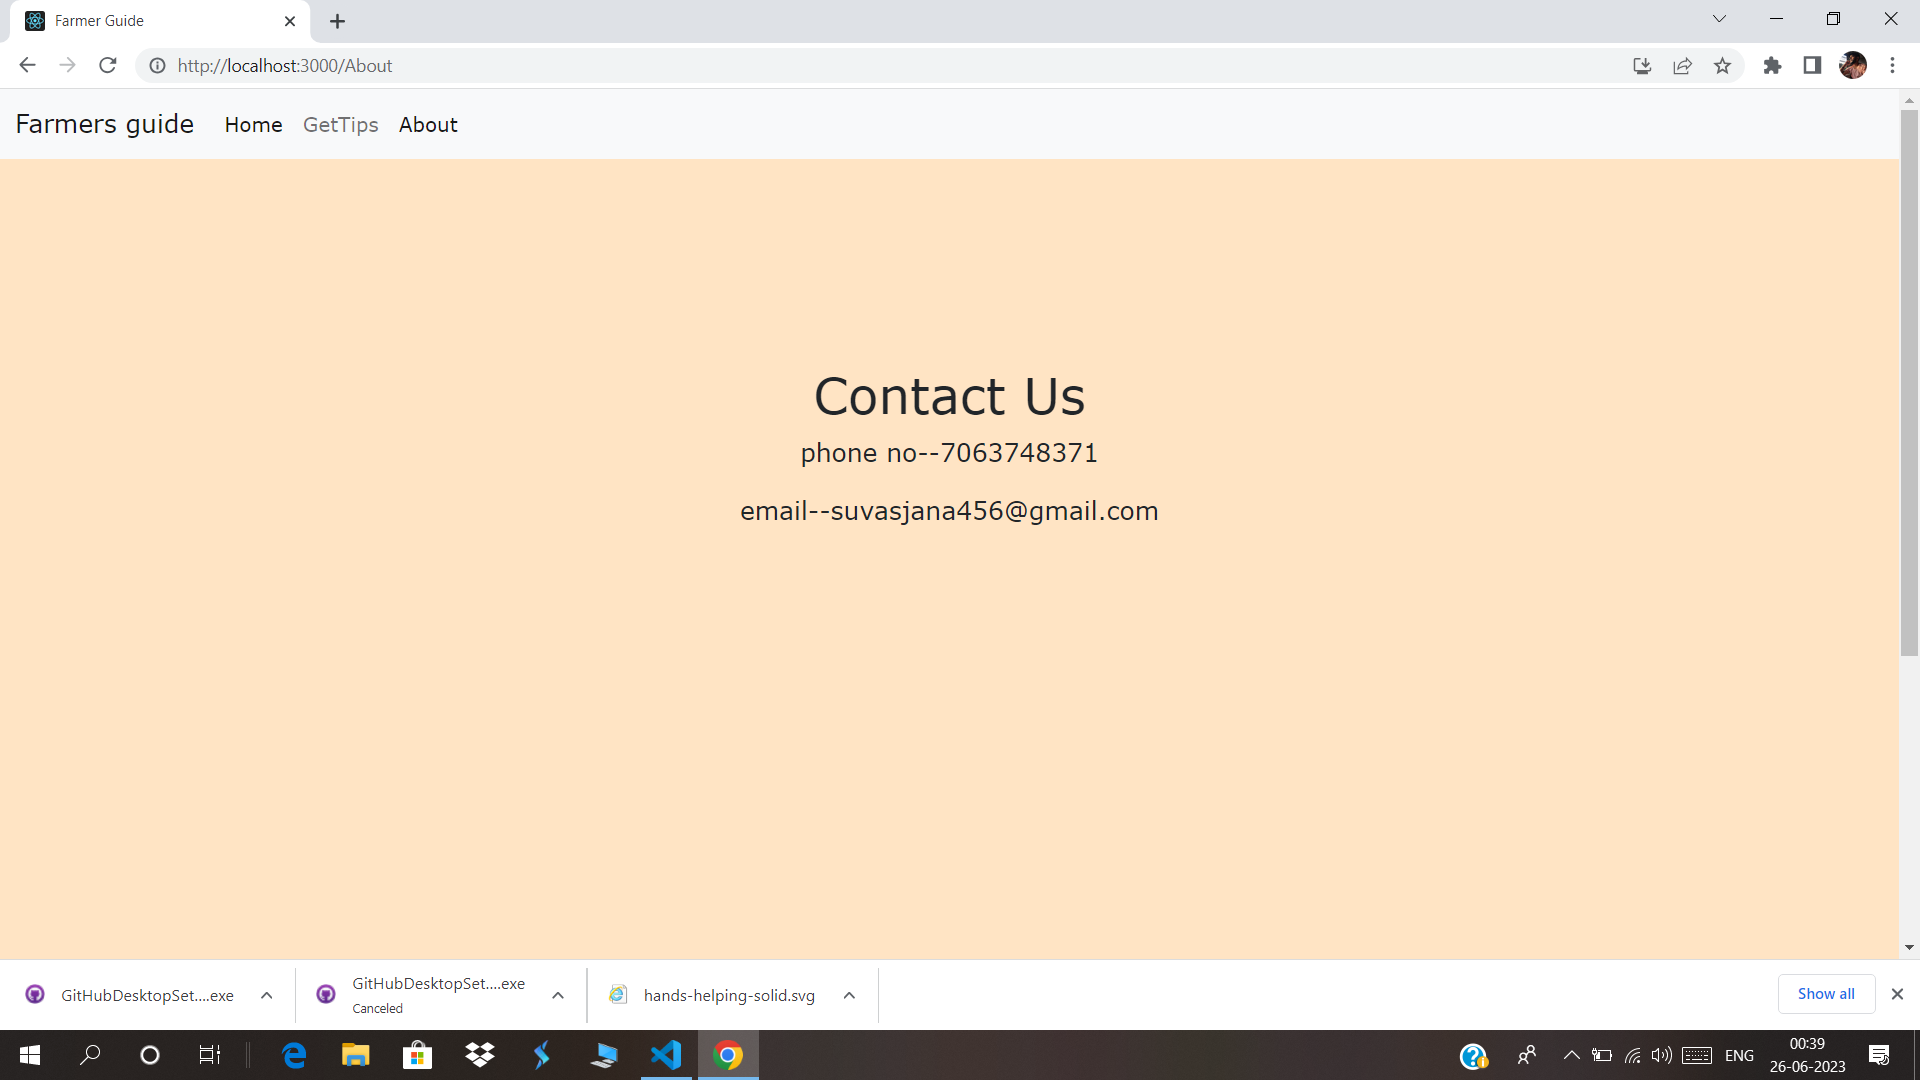 Farmer Guide
http://localhost:3000/About
Farmers guide Home GetTips About
Contact Us
phone no--7063748371
email--suvasjana456@gmail.com
GitHubDesktopSet....exe
GitHubDesktopSet....exe
Canceled
hands-helping-solid.svg
Show all
ENG
00:39
26-06-2023